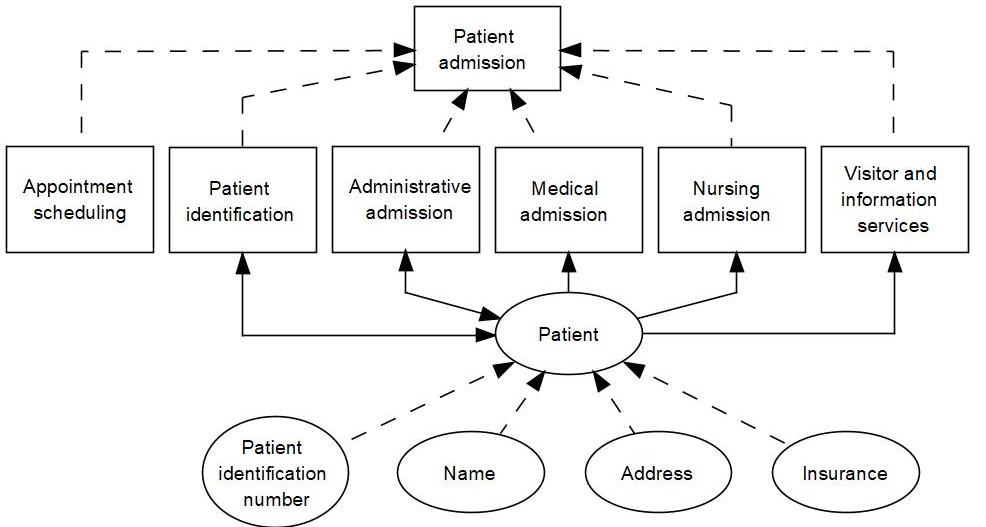 Patient
admission
Appointment
scheduling
Patient
identification
Administrative
admission
Medical
admission
Nursing
admission
Visitor and
information
services
Patient
Patient
identification
number
Name
Address
Insurance